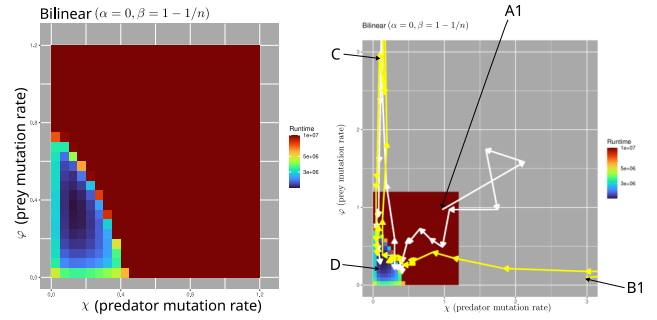 Bilinear (α = 0, β = 1 − 1/n)
φ (prey mutation rate)
1.2
0.8
0.4
0.0
0.0 0.4 0.8 1.2
χ (predator mutation rate)
Runtime
1e+07
5e+06
3e+06
A1
Bilinear (α = 0, β = 1 − 1/n)
C
D
B1
φ (prey mutation rate)
3
2
1
0
0 1 2 3
χ (predator mutation rate)
Runtime
1e+07
5e+06
3e+06